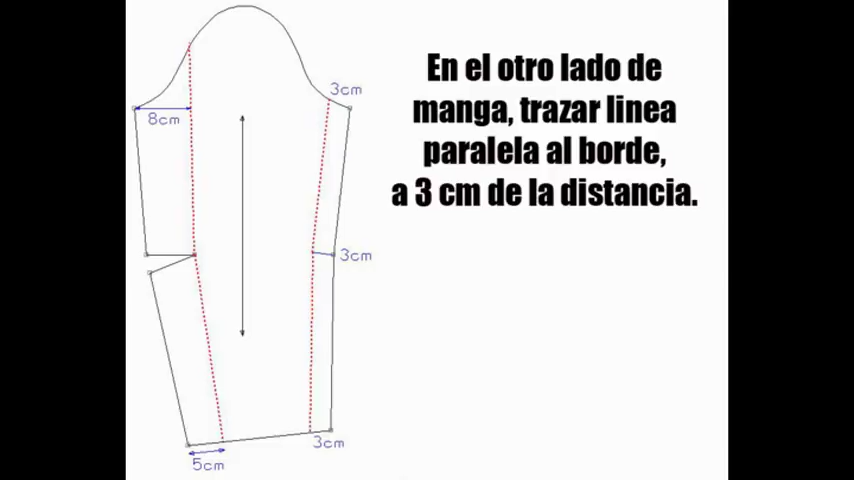 En el otro lado de
manga, trazar linea
paralela al borde,
a 3 cm de la distancia.
3cm
8cm
3cm
3cm
5cm